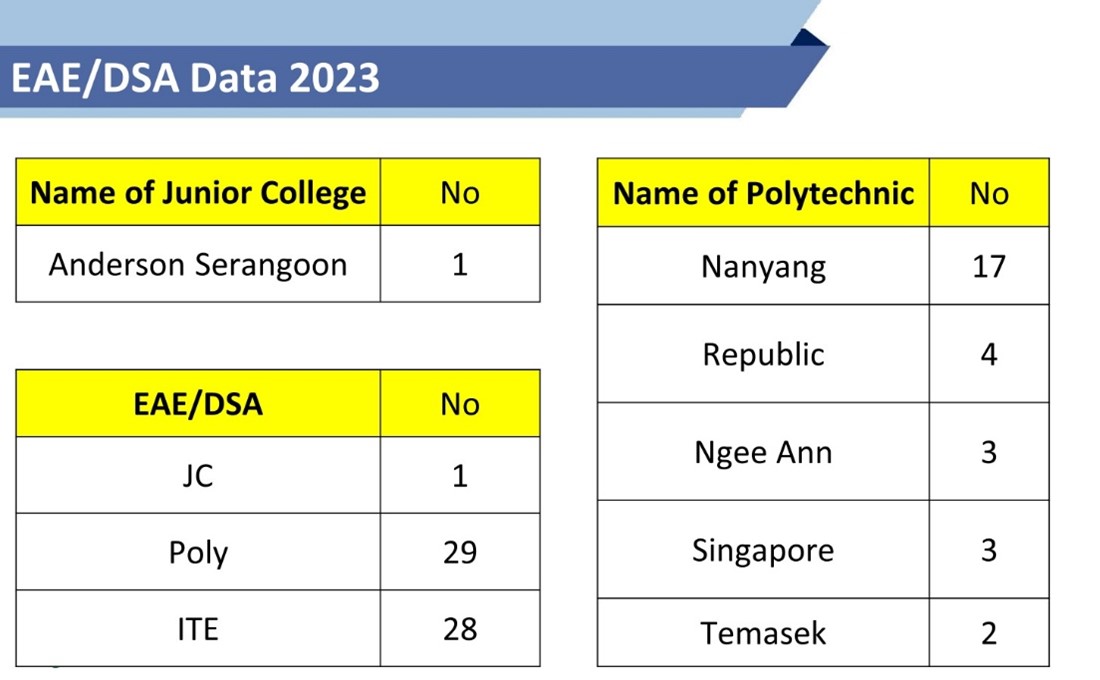 EAE/DSA Data 2023
Name of Junior College No
Anderson Serangoon 1
EAE/DSA No
JC 1
Poly 29
ITE 28
Name of Polytechnic No
Nanyang 17
Republic 4
Ngee Ann 3
Singapore 3
Temasek 2